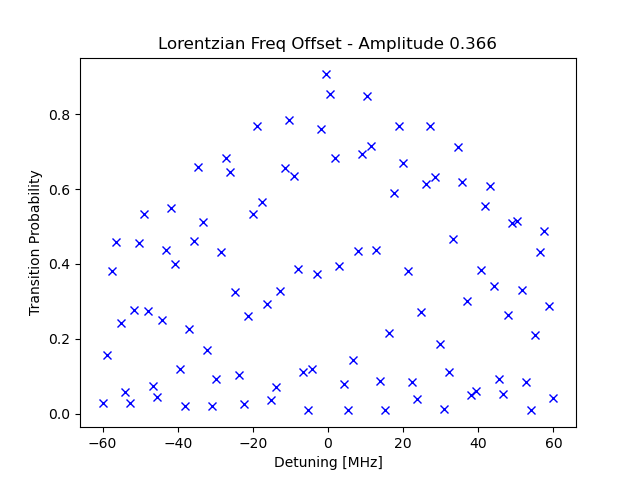 Lorentzian Freq Offset - Amplitude 0.366
Transition Probability
0.8
0.6
0.4
0.2
0.0
−60 −40 −20 0 20 40 60
Detuning [MHz]